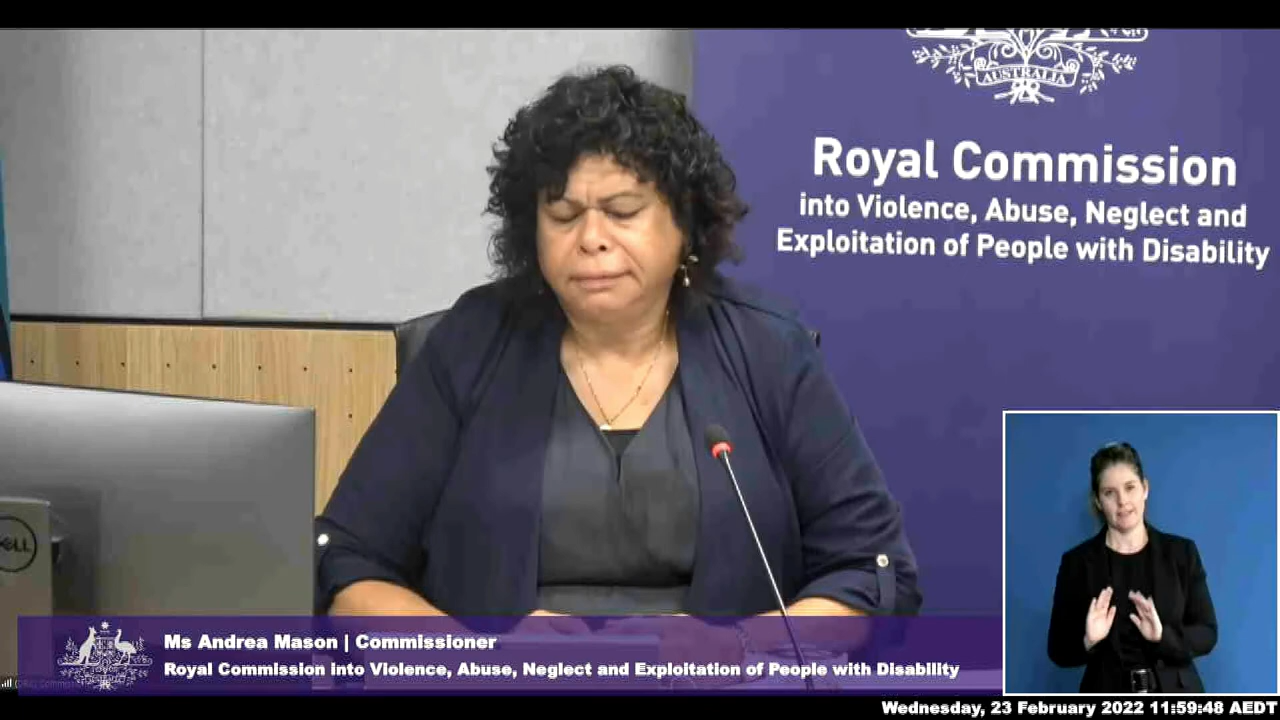 AUSTRALIA
Royal Commission
into Violence, Abuse, Neglect and
Exploitation of People with Disability
DELL
Ms Andrea Mason | Commissioner
Royal Commission into Violence, Abuse, Neglect and Exploitation of People with Disability
Wednesday, 23 February 2022 11:59:48 AEDT